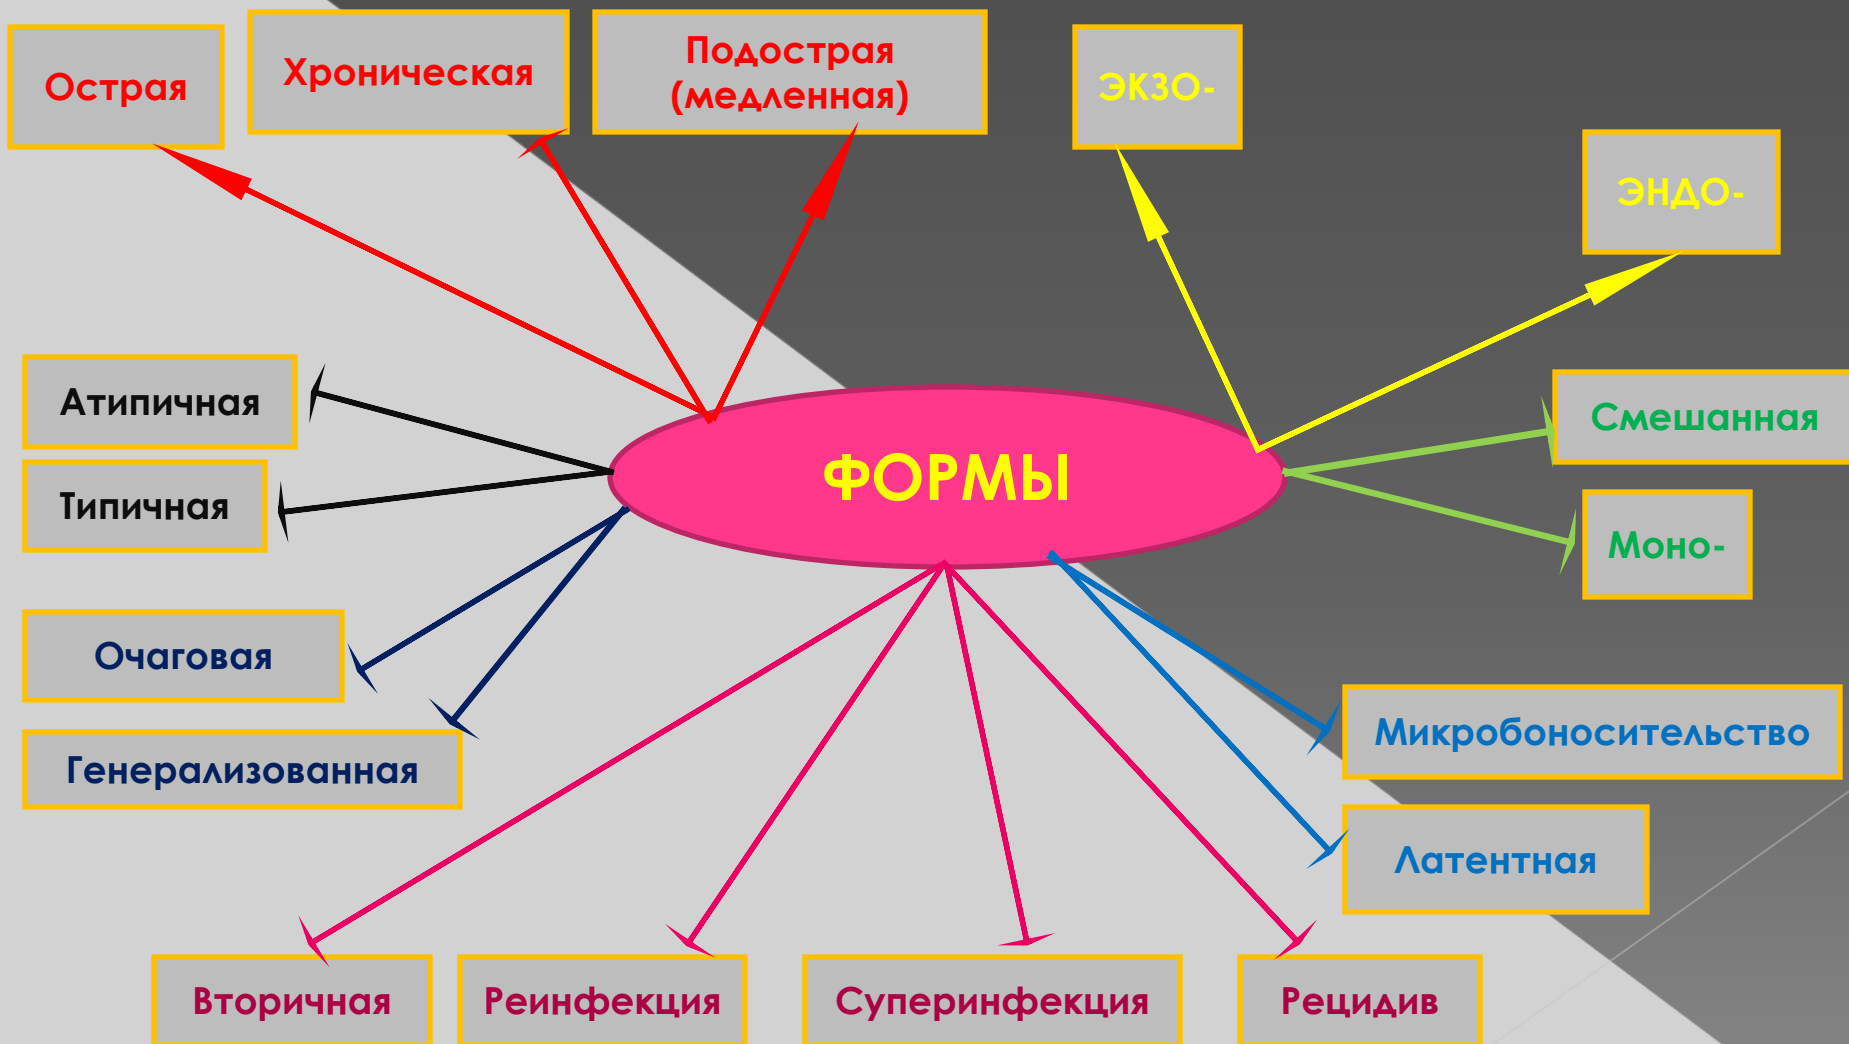 Острая
Хроническая
Подострая
(медленная)
ЭКЗО-
ЭНДО-
Атипичная
Смешанная
ФОРМЫ
Типичная
Моно-
Очаговая
Генерализованная
Микробоносительство
Латентная
Вторичная
Реинфекция
Суперинфекция
Рецидив